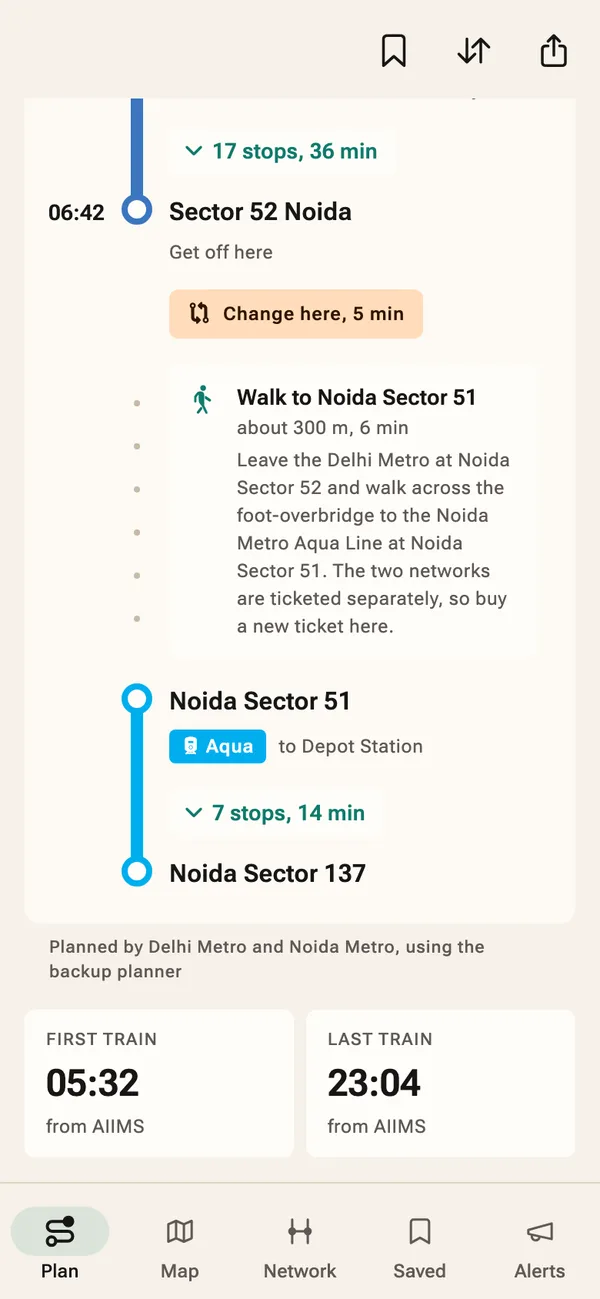 17 stops, 36 min
06:42
Sector 52 Noida
Get off here
Change here, 5 min
Walk to Noida Sector 51
about 300 m, 6 min
Leave the Delhi Metro at Noida
Sector 52 and walk across the
foot-overbridge to the Noida
Metro Aqua Line at Noida
Sector 51. The two networks
are ticketed separately, so buy
a new ticket here.
Noida Sector 51
Aqua to Depot Station
7 stops, 14 min
Noida Sector 137
Planned by Delhi Metro and Noida Metro, using the
backup planner
FIRST TRAIN
05:32
from AIIMS
LAST TRAIN
23:04
from AIIMS
Plan
Map
Network
Saved
Alerts